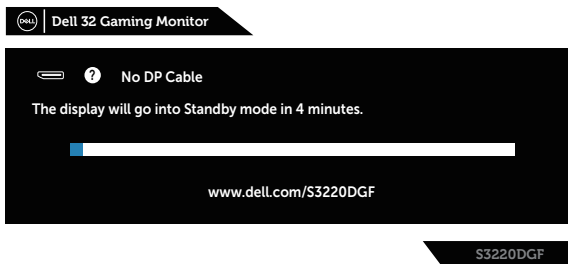 DELL
Dell 32 Gaming Monitor
? No DP Cable
The display will go into Standby mode in 4 minutes.
www.dell.com/S3220DGF
S3220DGF